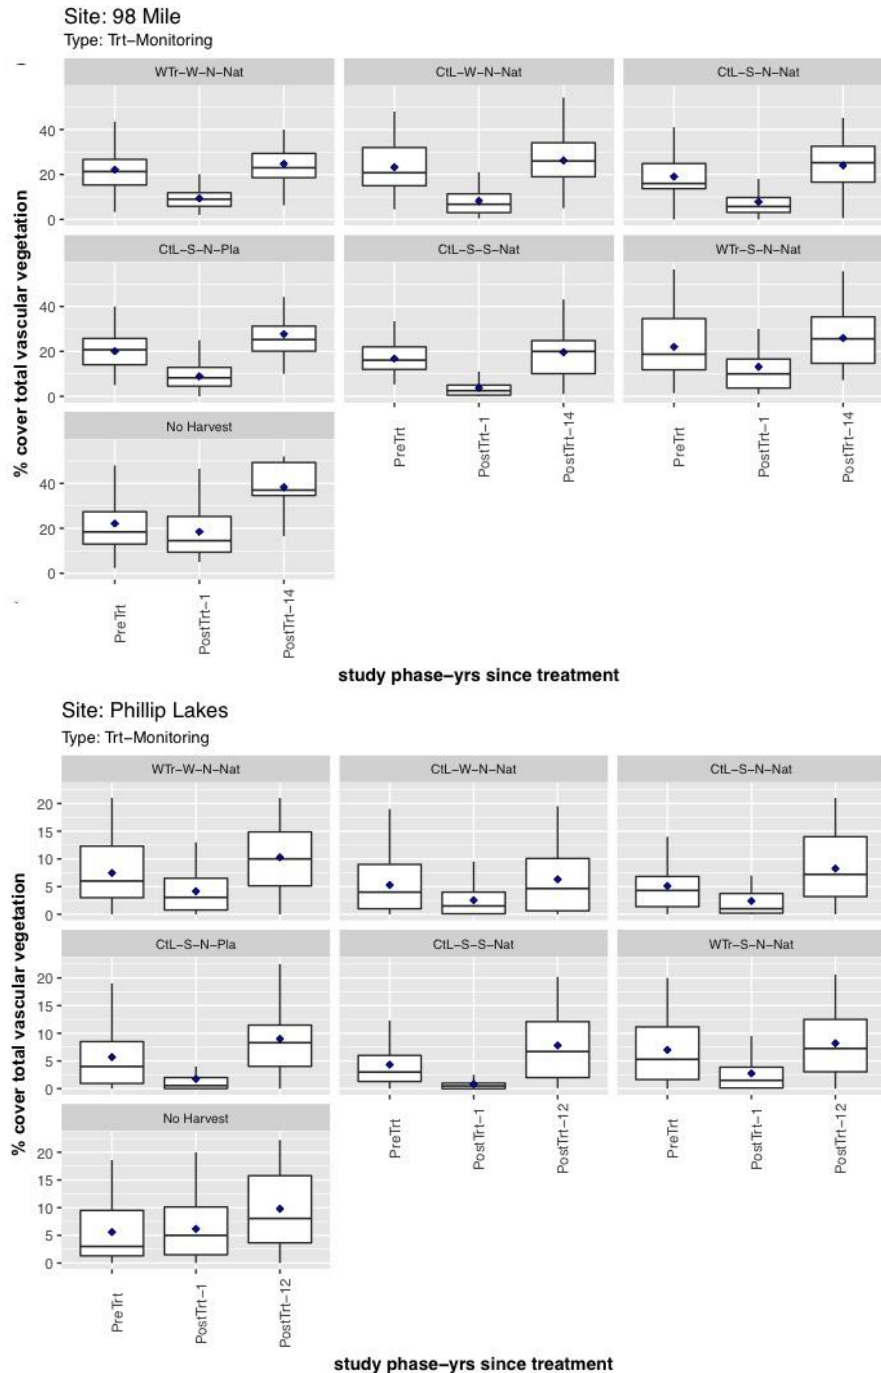 Site: 98 Mile
Type: Trt-Monitoring
WTr-W-N-Nat CtL-W-N-Nat CtL-S-N-Nat
40
20
0
CtL-S-N-Pla CtL-S-S-Nat WTr-S-N-Nat
40
20
0
No Harvest
40
20
0
% cover total vascular vegetation
PreTrt PostTrt-1 PostTrt-14 PreTrt PostTrt-1 PostTrt-14
PreTrt PostTrt-1 PostTrt-14
study phase-yrs since treatment
Site: Phillip Lakes
Type: Trt-Monitoring
WTr-W-N-Nat CtL-W-N-Nat CtL-S-N-Nat
20
15
10
5
0
CtL-S-N-Pla CtL-S-S-Nat WTr-S-N-Nat
20
15
10
5
0
No Harvest
20
15
10
5
0
% cover total vascular vegetation
PreTrt PostTrt-1 PostTrt-12 PreTrt PostTrt-1 PostTrt-12
PreTrt PostTrt-1 PostTrt-12
study phase-yrs since treatment